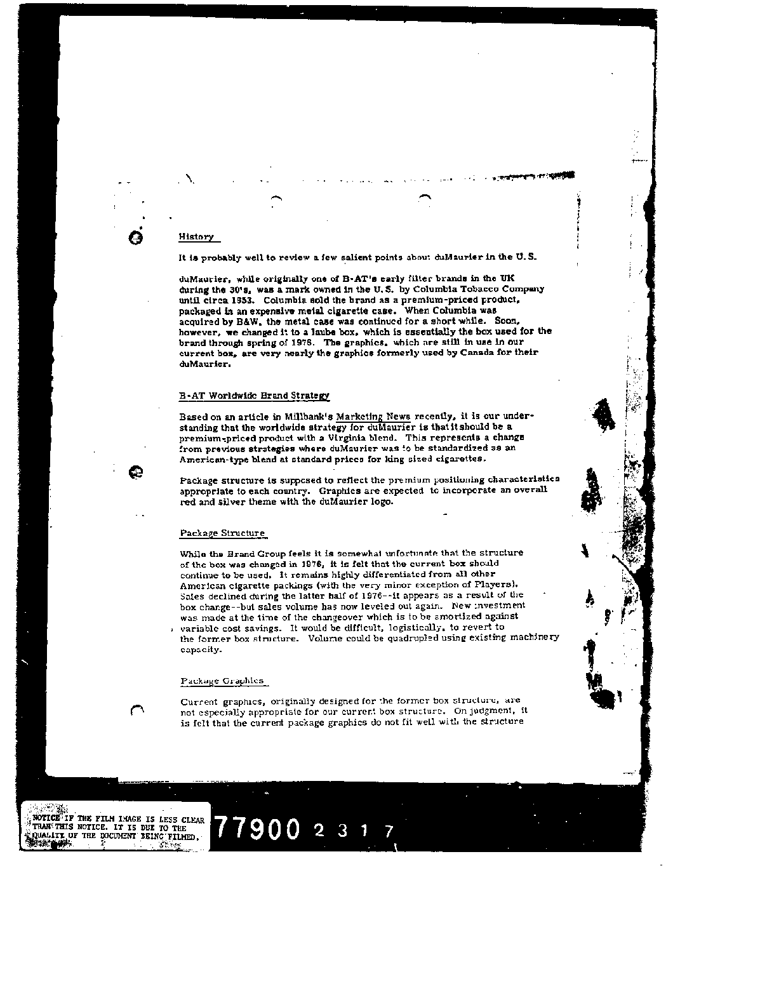 History
It is probably well to review a few salient points about duMaurier in the U.S.
duMaurier, while originally one of B-AT's early filter brands in the UK
during the 30's, was a mark owned in the U.S. by Columbia Tobacco Company
until circa 1953. Columbia sold the brand as a premium-priced product,
packaged in an expensive metal cigarette case. When Columbia was
acquired by B&W, the metal case was continued for a short while. Soon,
however, we changed it to a laube box, which is essentially the box used for the
brand through spring of 1976. The graphics, which are still in use in our
current box, are very nearly the graphics formerly used by Canada for their
duMaurier.
B-AT Worldwide Brand Strategy
Based on an article in Millbank's Marketing News recently, it is our under-
standing that the worldwide strategy for duMaurier is that it should be a
premium-priced product with a Virginia blend. This represents a change
from previous strategies where duMaurier was to be standardized as an
American-type blend at standard prices for king sized cigarettes.
Package structure is supposed to reflect the premium positioning characteristics
appropriate to each country. Graphics are expected to incorporate an overall
red and silver theme with the duMaurier logo.
Package Structure
While the Brand Group feels it is somewhat unfortunate that the structure
of the box was changed in 1976, it is felt that the current box should
continue to be used. It remains highly differentiated from all other
American cigarette packings (with the very minor exception of Players).
Sales declined during the latter half of 1976--it appears as a result of the
box change--but sales volume has now leveled out again. New investment
was made at the time of the changeover which is to be amortized against
variable cost savings. It would be difficult, logistically, to revert to
the former box structure. Volume could be quadrupled using existing machinery
capacity.
Package Graphics
Current graphics, originally designed for the former box structure, are
not especially appropriate for our current box structure. On judgment, it
is felt that the current package graphics do not fit well with the structure
NOTICE IF THE FILM IMAGE IS LESS CLEAR
THAN THIS NOTICE, IT IS DUE TO THE
QUALITY OF THE DOCUMENT BEING FILMED.
77900 2317